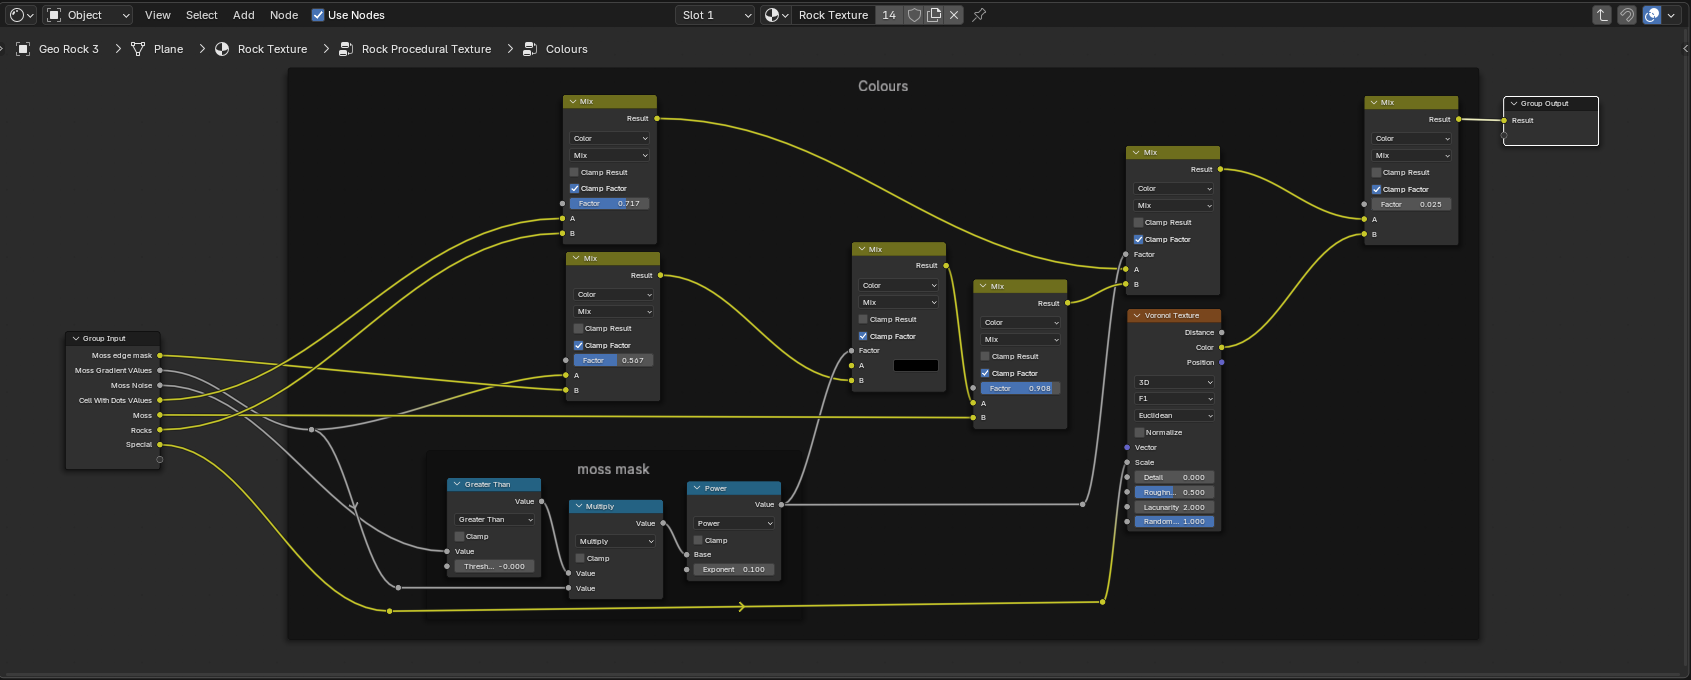 Object View Select Add Node Use Nodes Slot 1 Rock Texture 14
Geo Rock 3 Plane Rock Texture Rock Procedural Texture Colours
Colours
Group Input
Moss edge mask
Moss Gradient VAlues
Moss Noise
Cell With Dots VAlues
Moss
Rocks
Special
Mix
Result
Color
Mix
Clamp Result
Clamp Factor
Factor 0.717
A
B
Mix
Result
Color
Mix
Clamp Result
Clamp Factor
Factor 0.567
A
B
moss mask
Greater Than
Value
Greater Than
Clamp
Value
Thresh... -0.000
Multiply
Value
Multiply
Clamp
Value
Value
Power
Value
Power
Clamp
Base
Exponent 0.100
Mix
Result
Color
Mix
Clamp Result
Clamp Factor
Factor
A
B
Mix
Result
Color
Mix
Clamp Result
Clamp Factor
Factor 0.908
A
B
Mix
Result
Color
Mix
Clamp Result
Clamp Factor
Factor
A
B
Voronoi Texture
Distance
Color
Position
3D
F1
Euclidean
Normalize
Vector
Scale
Detail 0.000
Roughn... 0.500
Lacunarity 2.000
Random... 1.000
Mix
Result
Color
Mix
Clamp Result
Clamp Factor
Factor 0.025
A
B
Group Output
Result